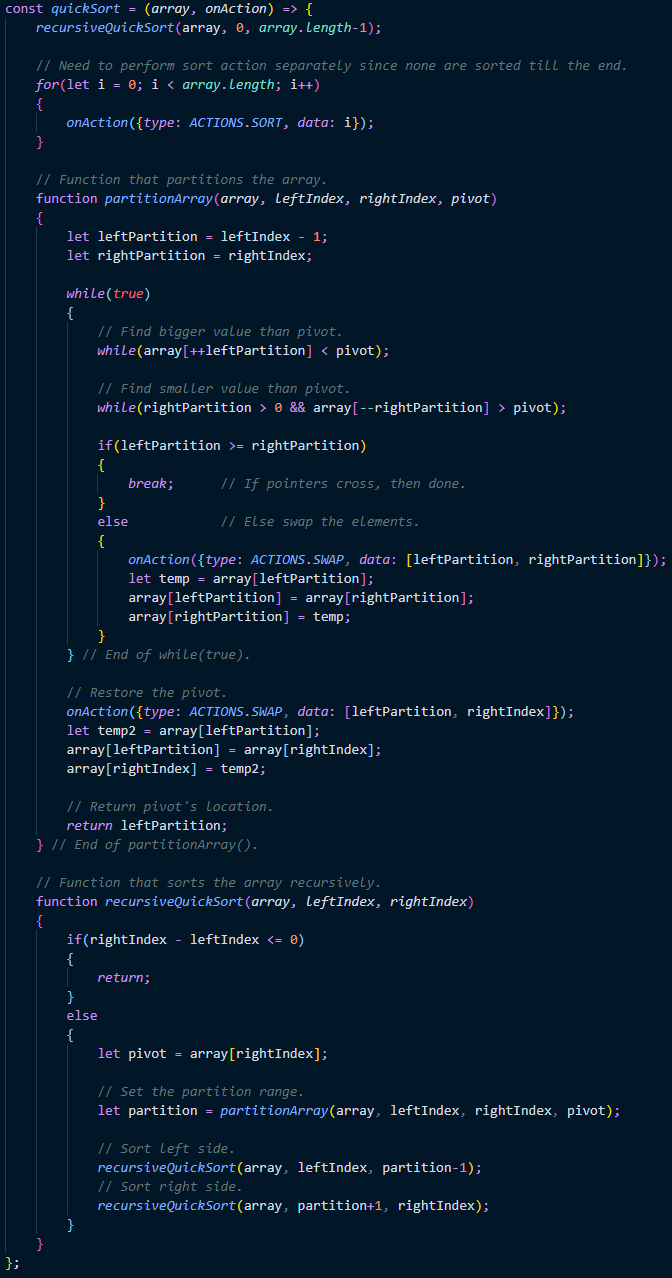 const quickSort = (array, onAction) => {
    recursiveQuickSort(array, 0, array.length-1);

    // Need to perform sort action separately since none are sorted till the end.
    for(let i = 0; i < array.length; i++)
    {
        onAction({type: ACTIONS.SORT, data: i});
    }

    // Function that partitions the array.
    function partitionArray(array, leftIndex, rightIndex, pivot)
    {
        let leftPartition = leftIndex - 1;
        let rightPartition = rightIndex;

        while(true)
        {
            // Find bigger value than pivot.
            while(array[++leftPartition] < pivot);

            // Find smaller value than pivot.
            while(rightPartition > 0 && array[--rightPartition] > pivot);

            if(leftPartition >= rightPartition)
            {
                break;      // If pointers cross, then done.
            }
            else            // Else swap the elements.
            {
                onAction({type: ACTIONS.SWAP, data: [leftPartition, rightPartition]});
                let temp = array[leftPartition];
                array[leftPartition] = array[rightPartition];
                array[rightPartition] = temp;
            }
        } // End of while(true).

        // Restore the pivot.
        onAction({type: ACTIONS.SWAP, data: [leftPartition, rightIndex]});
        let temp2 = array[leftPartition];
        array[leftPartition] = array[rightIndex];
        array[rightIndex] = temp2;

        // Return pivot's location.
        return leftPartition;
    } // End of partitionArray().

    // Function that sorts the array recursively.
    function recursiveQuickSort(array, leftIndex, rightIndex)
    {
        if(rightIndex - leftIndex <= 0)
        {
            return;
        }
        else
        {
            let pivot = array[rightIndex];

            // Set the partition range.
            let partition = partitionArray(array, leftIndex, rightIndex, pivot);

            // Sort left side.
            recursiveQuickSort(array, leftIndex, partition-1);
            // Sort right side.
            recursiveQuickSort(array, partition+1, rightIndex);
        }
    }
};